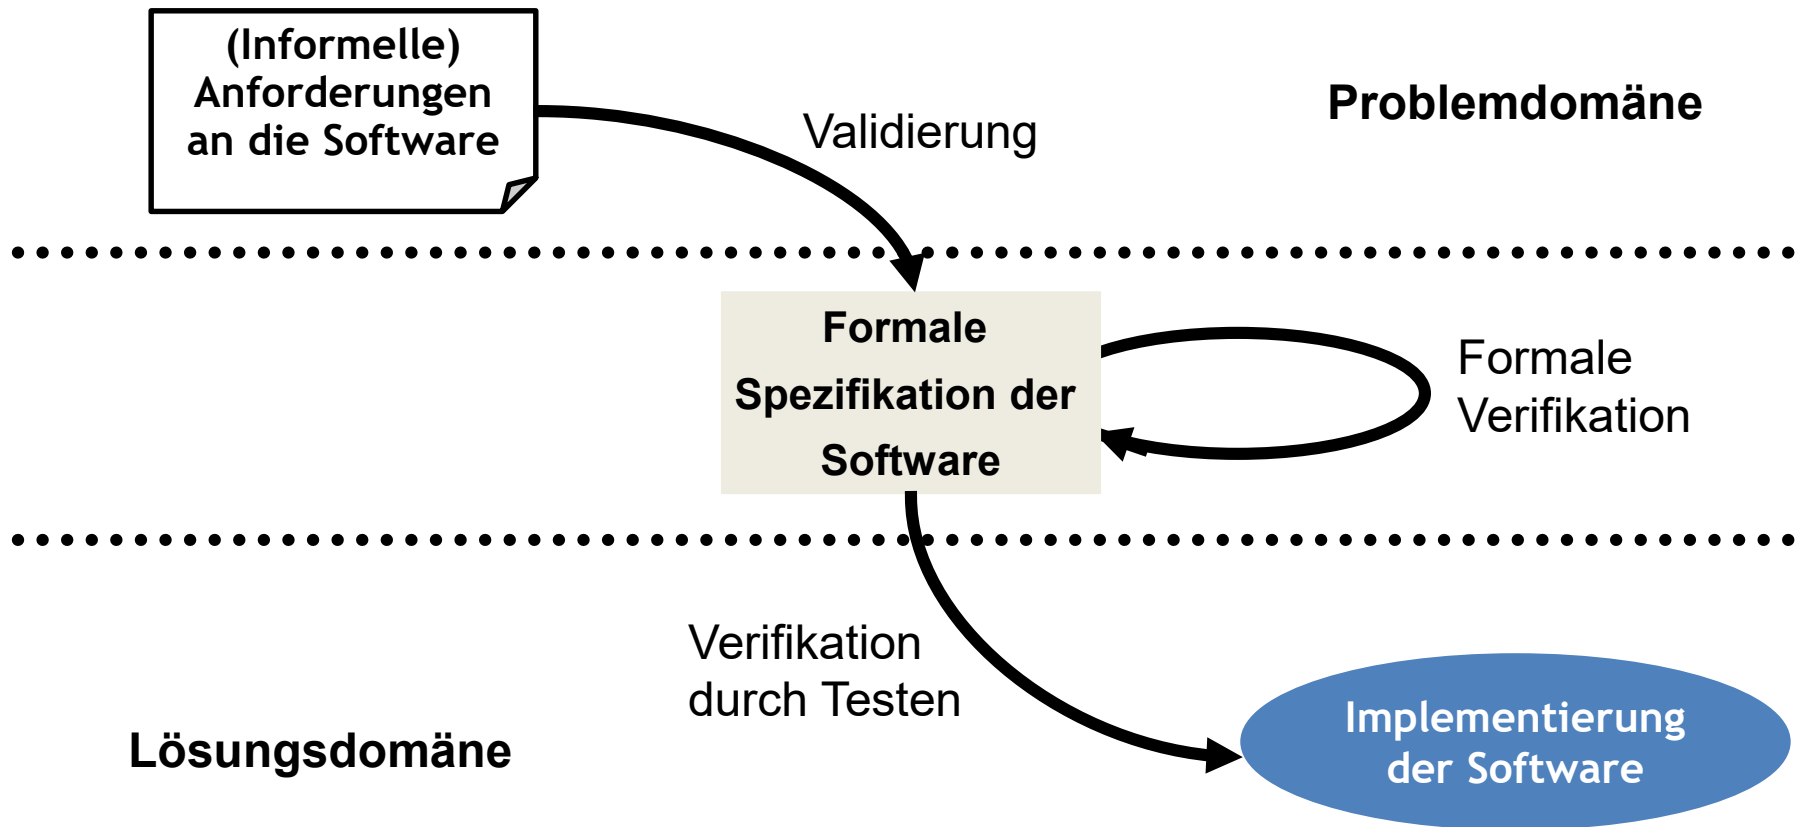 (Informelle)
Anforderungen
an die Software
Validierung
Problemdomäne
Formale
Spezifikation der
Software
Formale
Verifikation
Verifikation
durch Testen
Lösungsdomäne
Implementierung
der Software